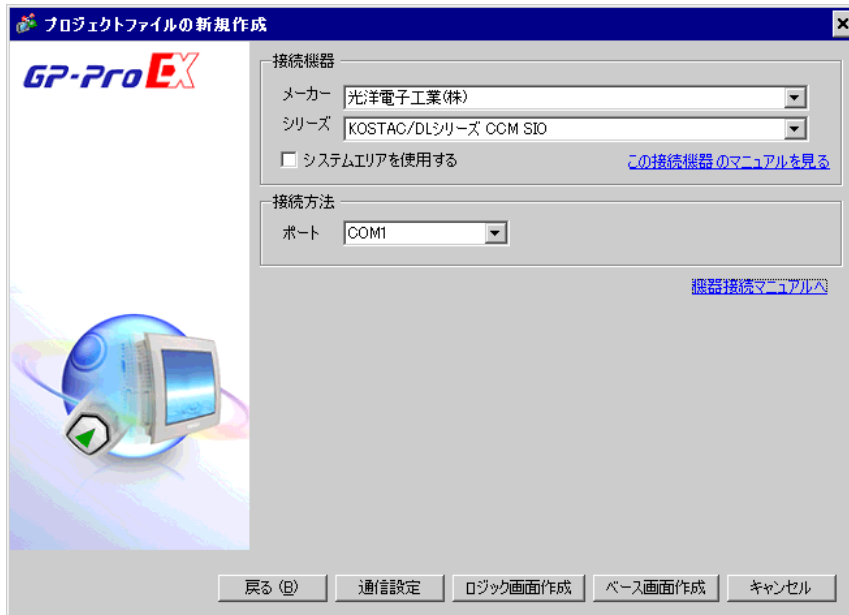 プロジェクトファイルの新規作成
GP-Pro EX
接続機器
メーカー 光洋電子工業(株)
シリーズ KOSTAC/DLシリーズ CCM SIO
システムエリアを使用する この接続機器のマニュアルを見る
接続方法
ポート COM1
機器接続マニュアルへ
戻る (B) 通信設定 ロジック画面作成 ベース画面作成 キャンセル